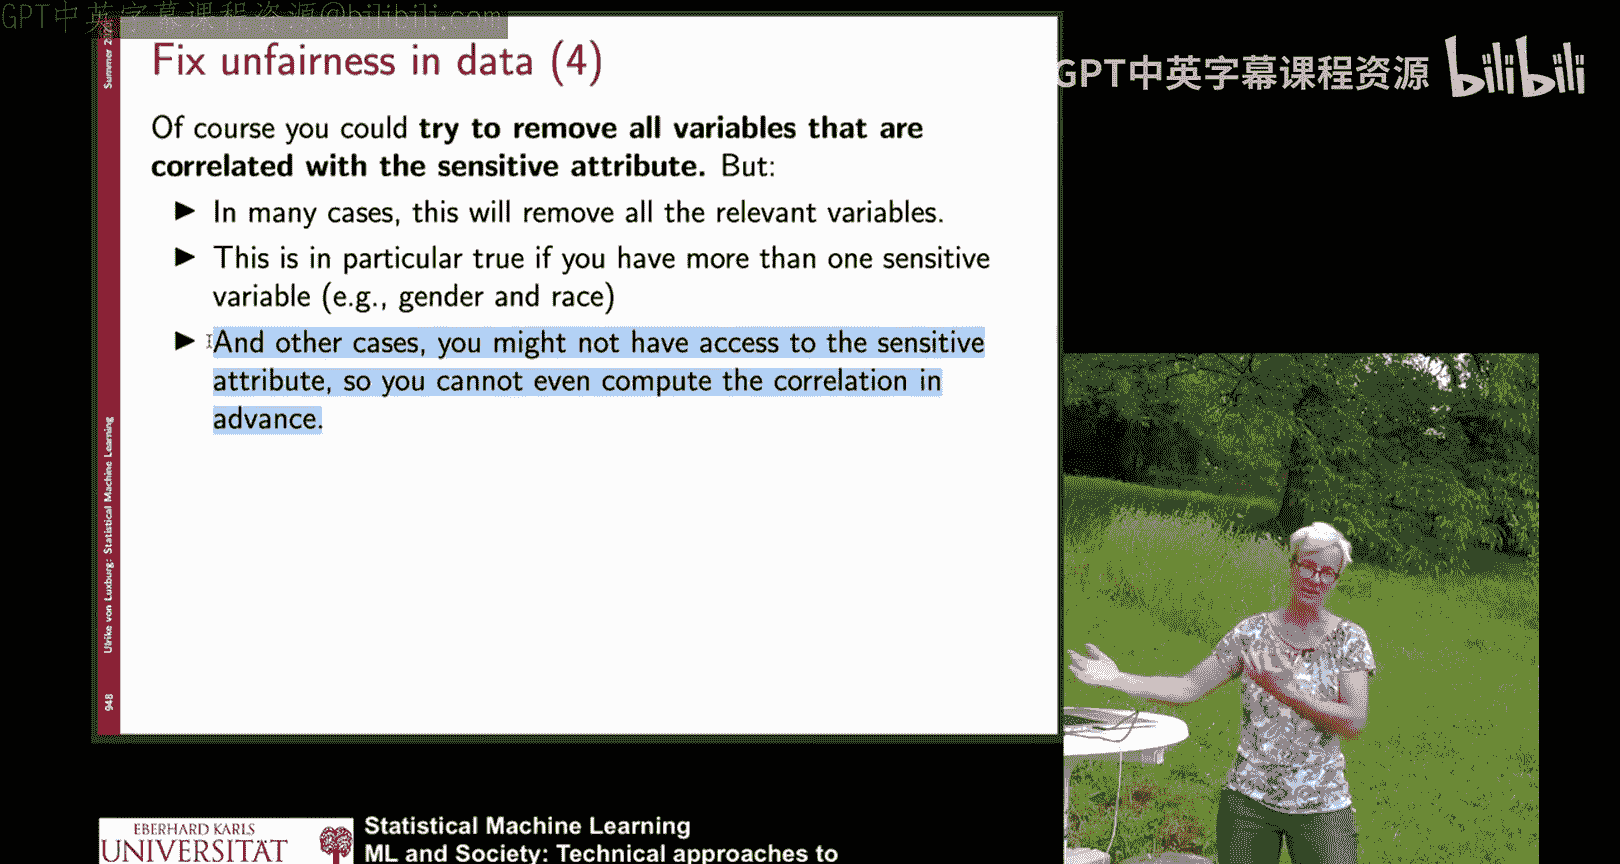 GPT中英字幕课程资源@bilibili.com
GPT中英字幕课程资源 bilibili
Fix unfairness in data (4)
Of course you could try to remove all variables that are
correlated with the sensitive attribute. But:
► In many cases, this will remove all the relevant variables.
► This is in particular true if you have more than one sensitive
variable (e.g., gender and race)
► And other cases, you might not have access to the sensitive
attribute, so you cannot even compute the correlation in
advance.
Summer
Ulrike von Luxburg: Statistical Machine Learning
948
EBERHARD KARLS
UNIVERSITÄT
Statistical Machine Learning
ML and Society: Technical approaches to